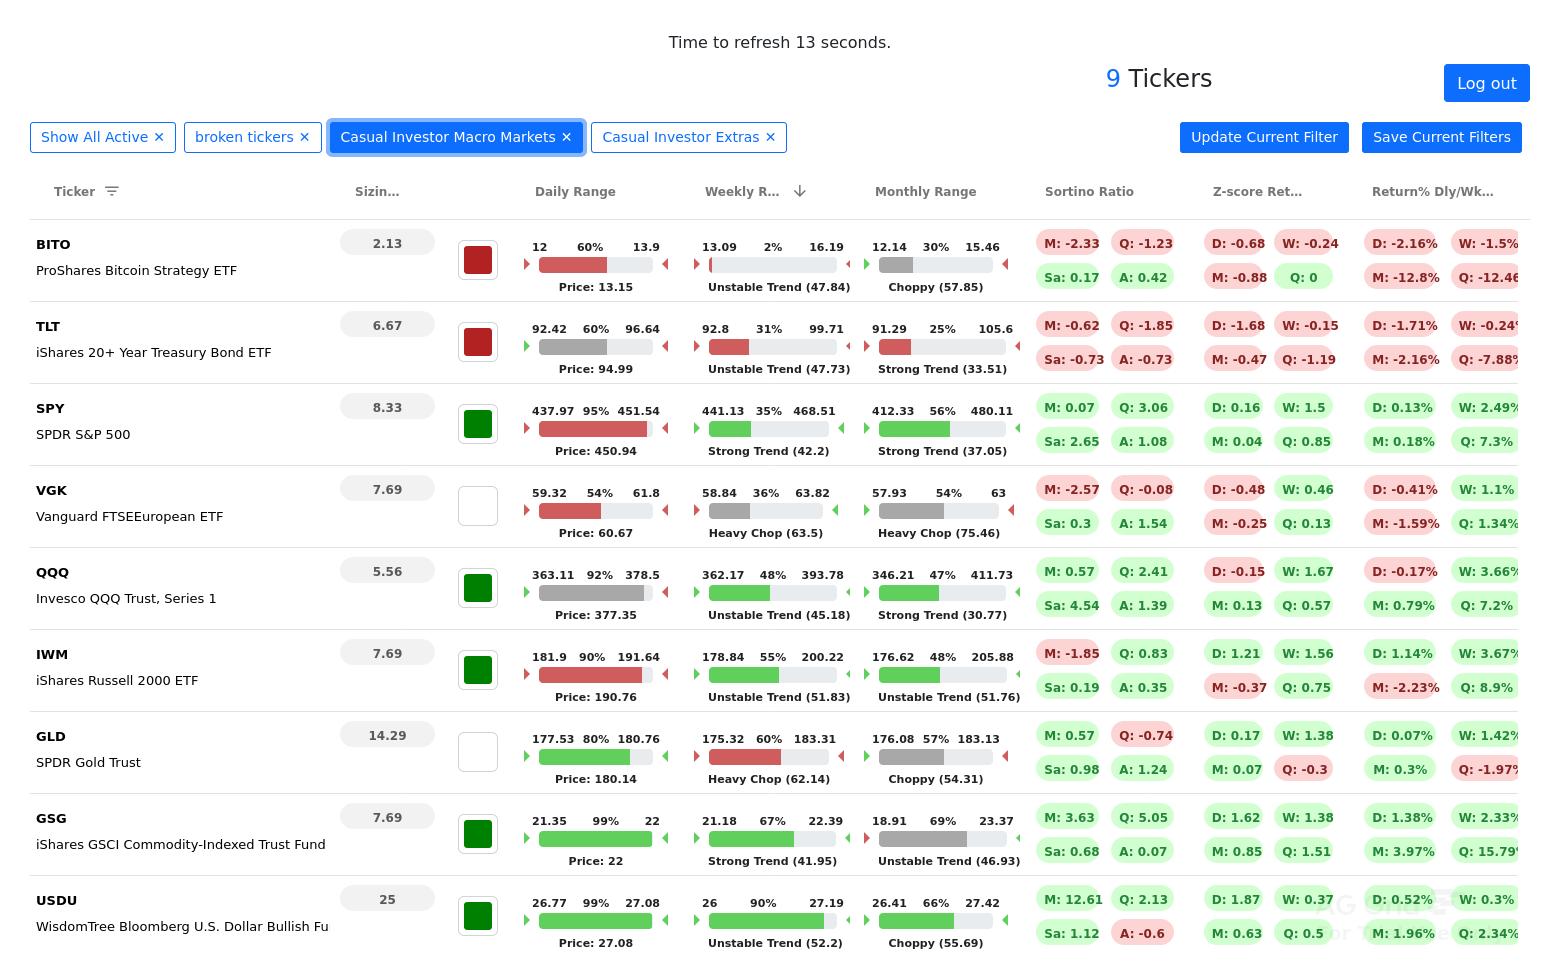 Time to refresh 13 seconds.
9 Tickers
Log out
Show All Active ✕ broken tickers ✕ Casual Investor Macro Markets ✕ Casual Investor Extras ✕ Update Current Filter Save Current Filters
Ticker Sizin… Daily Range Weekly R… Monthly Range Sortino Ratio Z-score Ret… Return% Dly/Wk…
BITO 2.13 12 60% 13.9 13.09 2% 16.19 12.14 30% 15.46 M: -2.33 Q: -1.23 D: -0.68 W: -0.24 D: -2.16% W: -1.5%
ProShares Bitcoin Strategy ETF Price: 13.15 Unstable Trend (47.84) Choppy (57.85) Sa: 0.17 A: 0.42 M: -0.88 Q: 0 M: -12.8% Q: -12.46
TLT 6.67 92.42 60% 96.64 92.8 31% 99.71 91.29 25% 105.6 M: -0.62 Q: -1.85 D: -1.68 W: -0.15 D: -1.71% W: -0.24%
iShares 20+ Year Treasury Bond ETF Price: 94.99 Unstable Trend (47.73) Strong Trend (33.51) Sa: -0.73 A: -0.73 M: -0.47 Q: -1.19 M: -2.16% Q: -7.88%
SPY 8.33 437.97 95% 451.54 441.13 35% 468.51 412.33 56% 480.11 M: 0.07 Q: 3.06 D: 0.16 W: 1.5 D: 0.13% W: 2.49%
SPDR S&P 500 Price: 450.94 Strong Trend (42.2) Strong Trend (37.05) Sa: 2.65 A: 1.08 M: 0.04 Q: 0.85 M: 0.18% Q: 7.3%
VGK 7.69 59.32 54% 61.8 58.84 36% 63.82 57.93 54% 63 M: -2.57 Q: -0.08 D: -0.48 W: 0.46 D: -0.41% W: 1.1%
Vanguard FTSEEuropean ETF Price: 60.67 Heavy Chop (63.5) Heavy Chop (75.46) Sa: 0.3 A: 1.54 M: -0.25 Q: 0.13 M: -1.59% Q: 1.34%
QQQ 5.56 363.11 92% 378.5 362.17 48% 393.78 346.21 47% 411.73 M: 0.57 Q: 2.41 D: -0.15 W: 1.67 D: -0.17% W: 3.66%
Invesco QQQ Trust, Series 1 Price: 377.35 Unstable Trend (45.18) Strong Trend (30.77) Sa: 4.54 A: 1.39 M: 0.13 Q: 0.57 M: 0.79% Q: 7.2%
IWM 7.69 181.9 90% 191.64 178.84 55% 200.22 176.62 48% 205.88 M: -1.85 Q: 0.83 D: 1.21 W: 1.56 D: 1.14% W: 3.67%
iShares Russell 2000 ETF Price: 190.76 Unstable Trend (51.83) Unstable Trend (51.76) Sa: 0.19 A: 0.35 M: -0.37 Q: 0.75 M: -2.23% Q: 8.9%
GLD 14.29 177.53 80% 180.76 175.32 60% 183.31 176.08 57% 183.13 M: 0.57 Q: -0.74 D: 0.17 W: 1.38 D: 0.07% W: 1.42%
SPDR Gold Trust Price: 180.14 Heavy Chop (62.14) Choppy (54.31) Sa: 0.98 A: 1.24 M: 0.07 Q: -0.3 M: 0.3% Q: -1.97%
GSG 7.69 21.35 99% 22 21.18 67% 22.39 18.91 69% 23.37 M: 3.63 Q: 5.05 D: 1.62 W: 1.38 D: 1.38% W: 2.33%
iShares GSCI Commodity-Indexed Trust Fund Price: 22 Strong Trend (41.95) Unstable Trend (46.93) Sa: 0.68 A: 0.07 M: 0.85 Q: 1.51 M: 3.97% Q: 15.79%
USDU 25 26.77 99% 27.08 26 90% 27.19 26.41 66% 27.42 M: 12.61 Q: 2.13 D: 1.87 W: 0.37 D: 0.52% W: 0.3%
WisdomTree Bloomberg U.S. Dollar Bullish Fu Price: 27.08 Unstable Trend (52.2) Choppy (55.69) Sa: 1.12 A: -0.6 M: 0.63 Q: 0.5 M: 1.96% Q: 2.34%